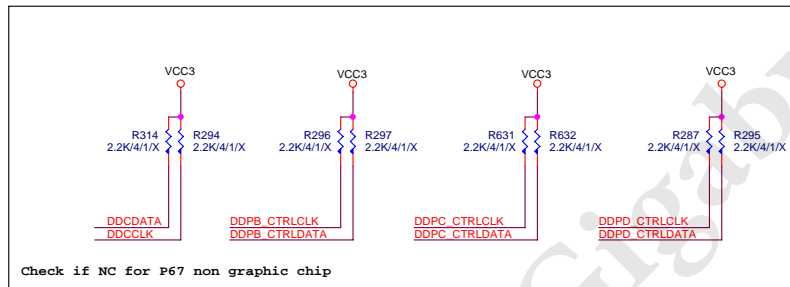 VCC3 VCC3 VCC3 VCC3
R314 R294 R296 R297 R631 R632 R287 R295
2.2K/4/1/X 2.2K/4/1/X 2.2K/4/1/X 2.2K/4/1/X 2.2K/4/1/X 2.2K/4/1/X 2.2K/4/1/X 2.2K/4/1/X
DDCDATA DDPB_CTRLCLK DDPC_CTRLCLK DDPD_CTRLCLK
DDCCLK DDPB_CTRLDATA DDPC_CTRLDATA DDPD_CTRLDATA
Check if NC for P67 non graphic chip
Gigaby